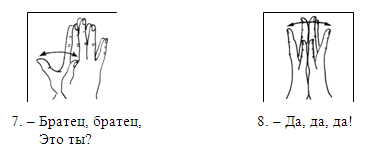 7. – Братец, братец,
Это ты?
8. – Да, да, да!